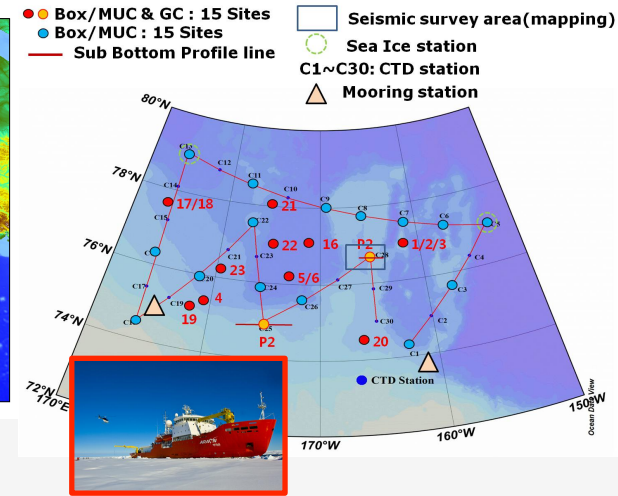 Box/MUC & GC : 15 Sites
Box/MUC : 15 Sites
Sub Bottom Profile line
Seismic survey area(mapping)
Sea Ice station
C1~C30: CTD station
Mooring station
80°N
C13
C12
78°N
C14
C11
C10
17/18
21
C9
C8
C15
C22
C7
C6
C5
76°N
22
16
P2
1/2/3
C21
C23
C28
C4
23
C20
5/6
C27
C17
C24
C29
C3
C19
4
C26
19
74°N
C25
C30
C2
P2
20
C1
CTD Station
72°N
170°E
170°W
160°W
150°W
Ocean Data View